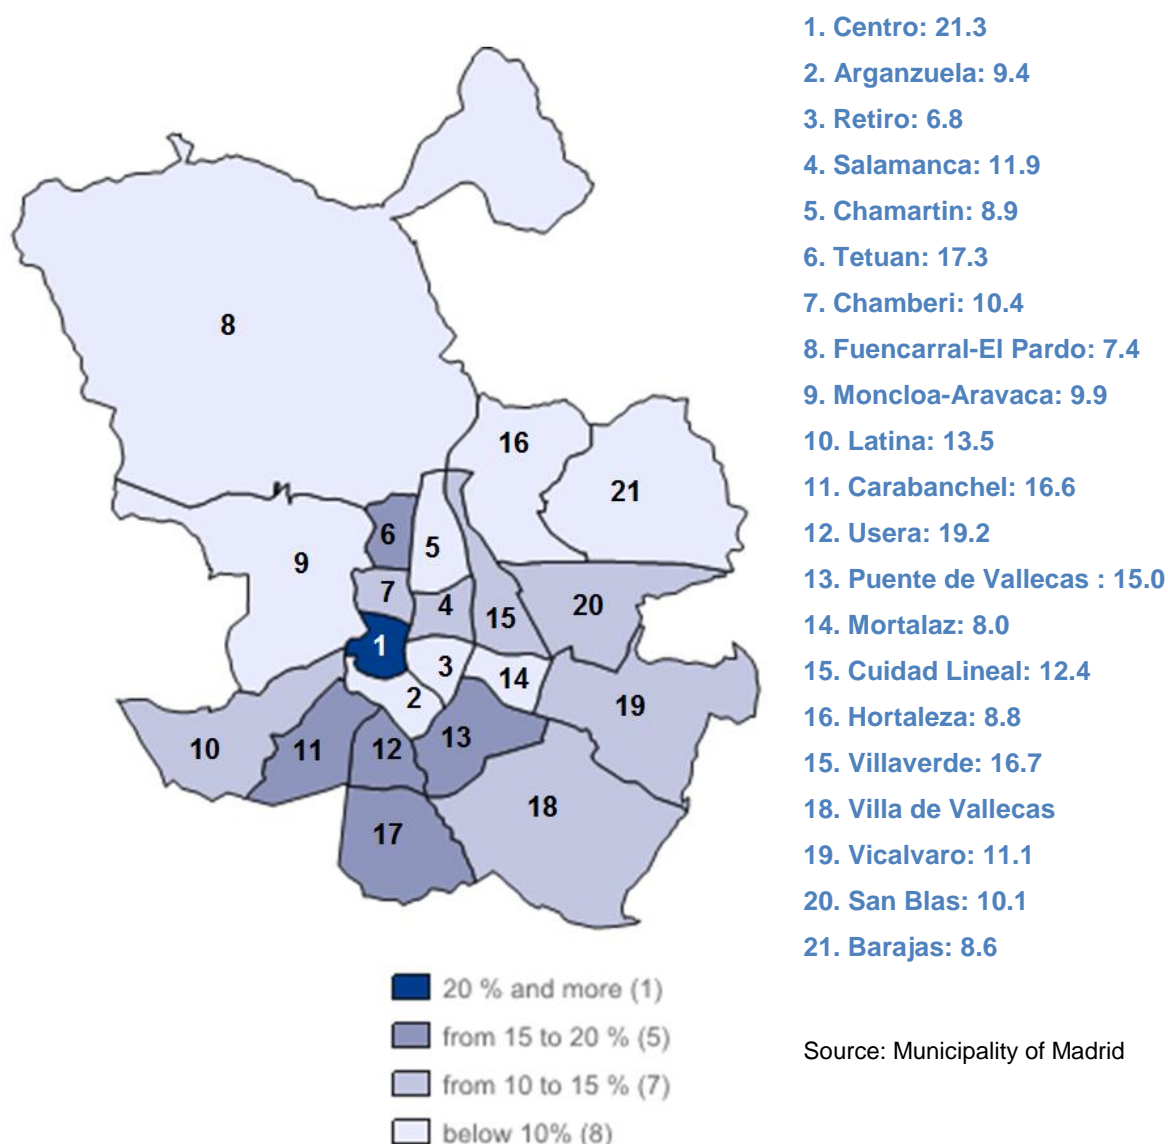 1. Centro: 21.3
2. Arganzuela: 9.4
3. Retiro: 6.8
4. Salamanca: 11.9
5. Chamartin: 8.9
6. Tetuan: 17.3
7. Chamberi: 10.4
8. Fuencarral-El Pardo: 7.4
9. Moncloa-Aravaca: 9.9
10. Latina: 13.5
11. Carabanchel: 16.6
12. Usera: 19.2
13. Puente de Vallecas : 15.0
14. Mortalaz: 8.0
15. Cuidad Lineal: 12.4
16. Hortaleza: 8.8
15. Villaverde: 16.7
18. Villa de Vallecas
19. Vicalvaro: 11.1
20. San Blas: 10.1
21. Barajas: 8.6
Source: Municipality of Madrid
8
16
21
6
5
9
7
4
20
15
1
3
14
2
19
13
10
11
12
18
17
20 % and more (1)
from 15 to 20 % (5)
from 10 to 15 % (7)
below 10% (8)